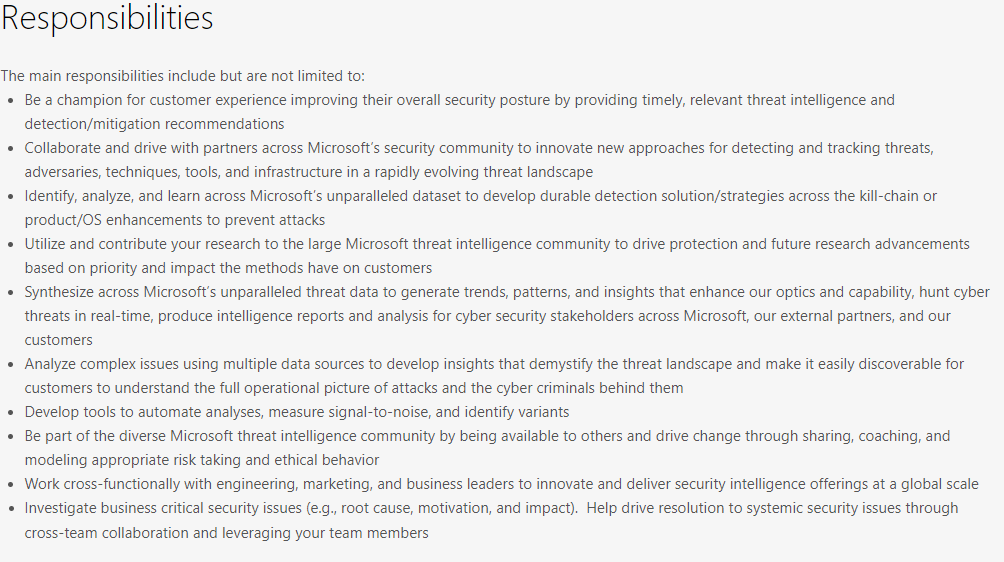 Responsibilities
The main responsibilities include but are not limited to:
• Be a champion for customer experience improving their overall security posture by providing timely, relevant threat intelligence and
detection/mitigation recommendations
• Collaborate and drive with partners across Microsoft's security community to innovate new approaches for detecting and tracking threats,
adversaries, techniques, tools, and infrastructure in a rapidly evolving threat landscape
• Identify, analyze, and learn across Microsoft's unparalleled dataset to develop durable detection solution/strategies across the kill-chain or
product/OS enhancements to prevent attacks
• Utilize and contribute your research to the large Microsoft threat intelligence community to drive protection and future research advancements
based on priority and impact the methods have on customers
• Synthesize across Microsoft's unparalleled threat data to generate trends, patterns, and insights that enhance our optics and capability, hunt cyber
threats in real-time, produce intelligence reports and analysis for cyber security stakeholders across Microsoft, our external partners, and our
customers
• Analyze complex issues using multiple data sources to develop insights that demystify the threat landscape and make it easily discoverable for
customers to understand the full operational picture of attacks and the cyber criminals behind them
• Develop tools to automate analyses, measure signal-to-noise, and identify variants
• Be part of the diverse Microsoft threat intelligence community by being available to others and drive change through sharing, coaching, and
modeling appropriate risk taking and ethical behavior
• Work cross-functionally with engineering, marketing, and business leaders to innovate and deliver security intelligence offerings at a global scale
• Investigate business critical security issues (e.g., root cause, motivation, and impact).  Help drive resolution to systemic security issues through
cross-team collaboration and leveraging your team members